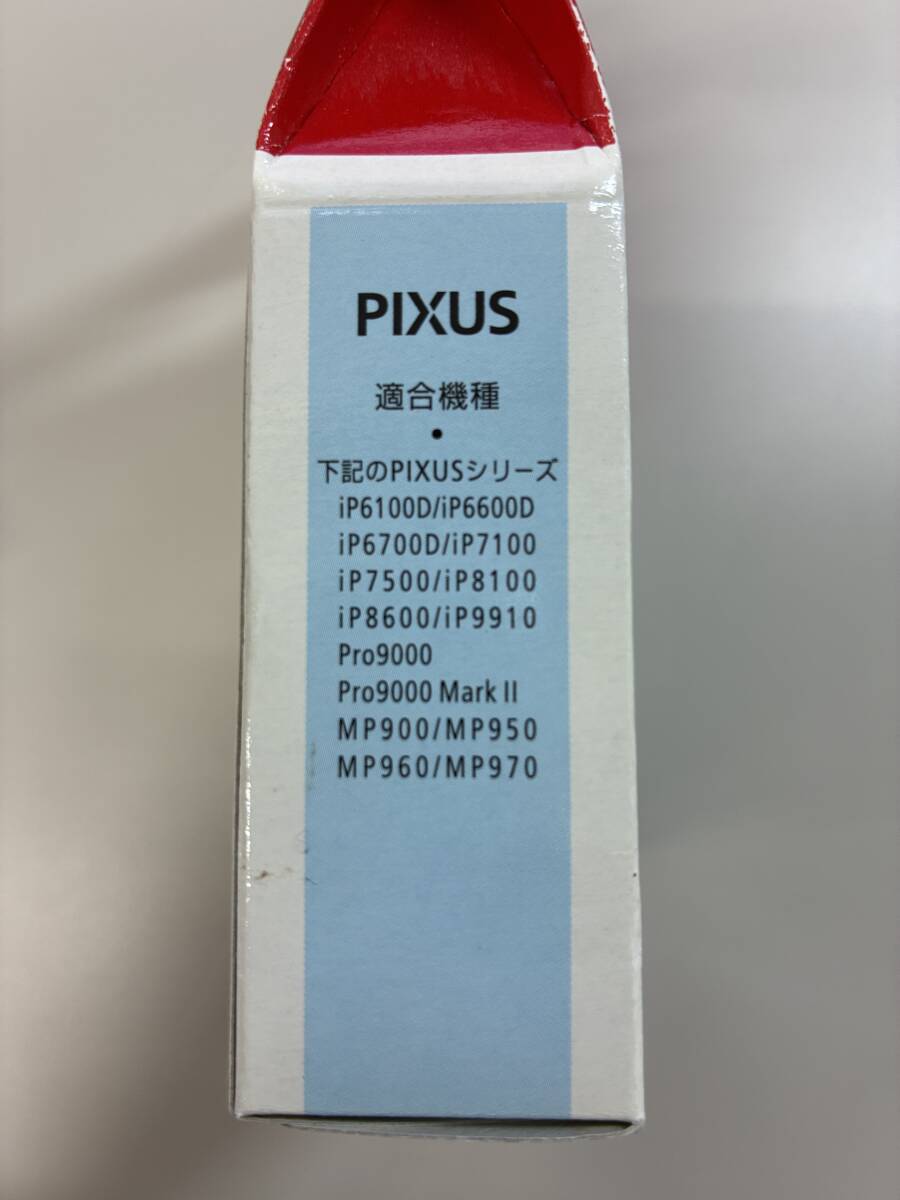 PIXUS
適合機種
●
下記のPIXUSシリーズ
iP6100D/iP6600D
iP6700D/iP7100
iP7500/iP8100
iP8600/iP9910
Pro9000
Pro9000 Mark II
MP900/MP950
MP960/MP970